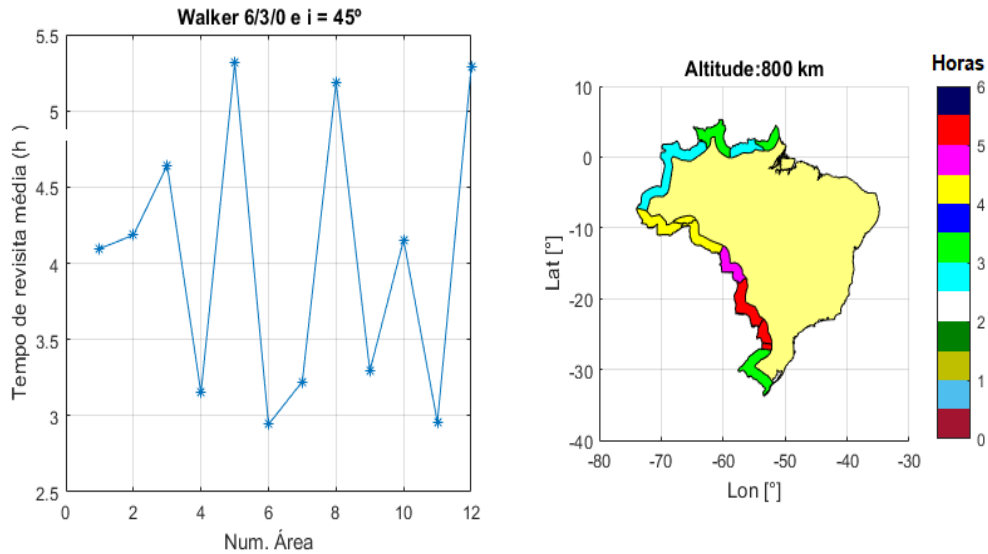 Walker 6/3/0 e i = 45º
5.5
5
4.5
4
3.5
3
2.5
0 2 4 6 8 10 12
Tempo de revisita média (h )
Num. Área
Altitude:800 km
10
0
-10
-20
-30
-40
-80 -70 -60 -50 -40 -30
Lat [°]
Lon [°]
Horas
6
5
4
3
2
1
0